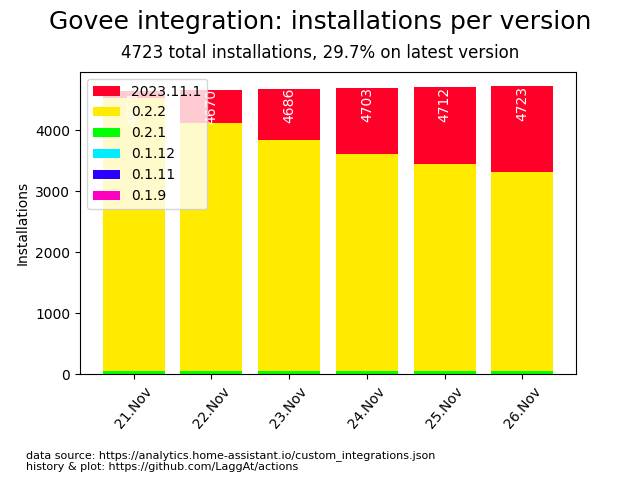 Govee integration: installations per version
4723 total installations, 29.7% on latest version
2023.11.1
0.2.2
0.2.1
0.1.12
0.1.11
0.1.9
4670
4686
4703
4712
4723
Installations
4000
3000
2000
1000
0
21.Nov
22.Nov
23.Nov
24.Nov
25.Nov
26.Nov
data source: https://analytics.home-assistant.io/custom_integrations.json
history & plot: https://github.com/LaggAt/actions